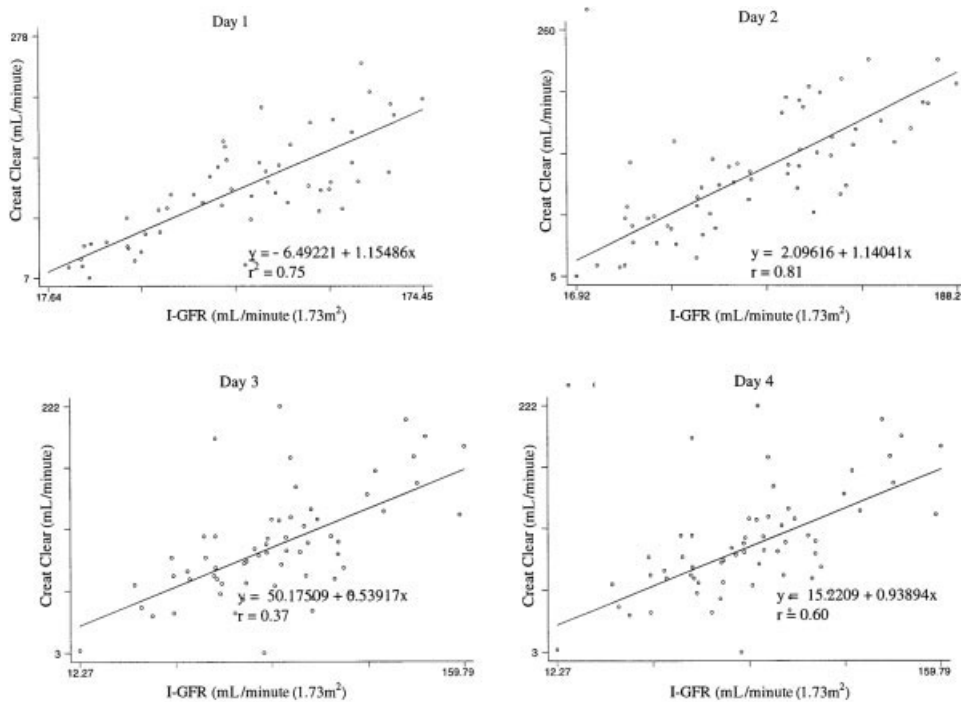 Day 1
278
Creat Clear (mL/minute)
7
y = - 6.49221 + 1.15486x
r² = 0.75
17.64
174.45
I-GFR (mL/minute (1.73m²)
Day 2
260
Creat Clear (mL/minute)
5
y = 2.09616 + 1.14041x
r = 0.81
16.92
188.2
I-GFR (mL/minute (1.73m²)
Day 3
222
Creat Clear (mL/minute)
3
y = 50.17509 + 0.53917x
r = 0.37
12.27
159.79
I-GFR (mL/minute (1.73m²)
Day 4
222
Creat Clear (mL/minute)
3
y = 15.2209 + 0.93894x
r = 0.60
12.27
159.79
I-GFR (mL/minute (1.73m²)